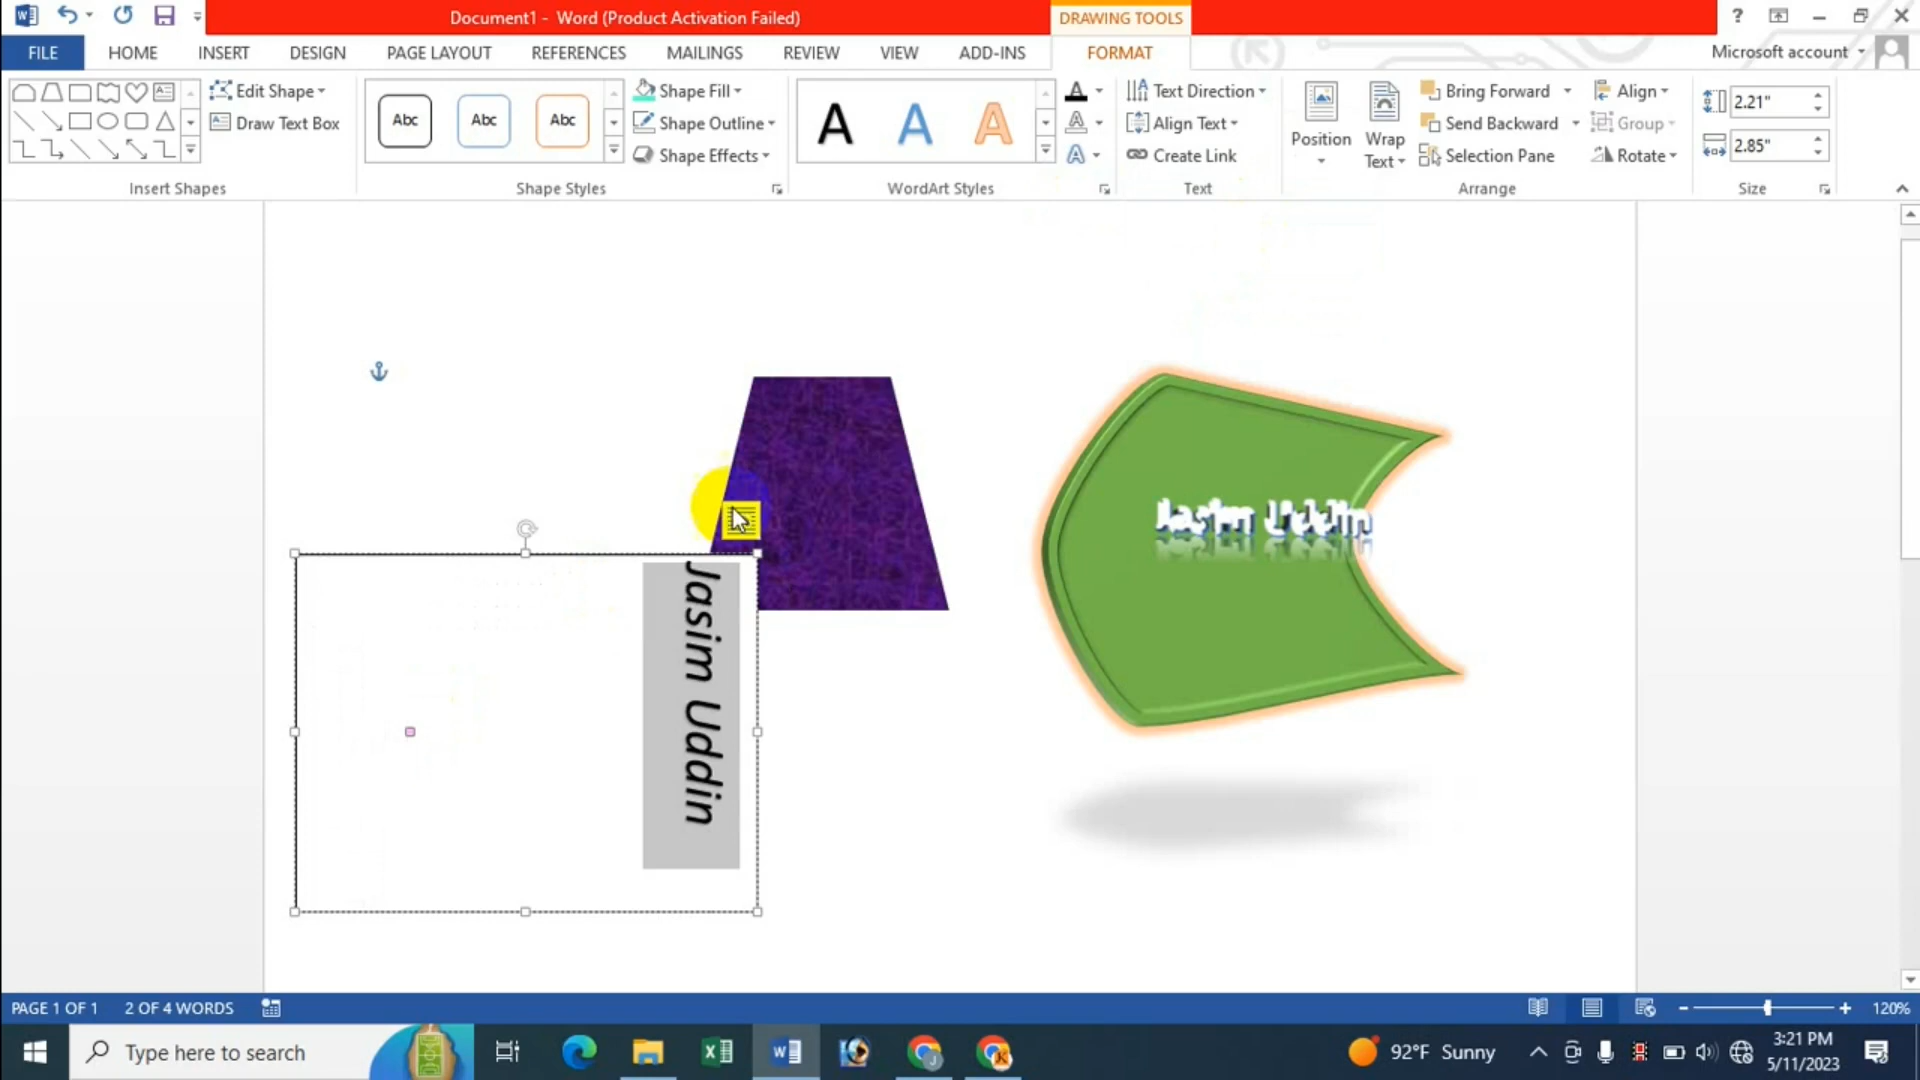 Document1 - Word (Product Activation Failed)
DRAWING TOOLS
?
FILE
HOME
INSERT
DESIGN
PAGE LAYOUT
REFERENCES
MAILINGS
REVIEW
VIEW
ADD-INS
FORMAT
Microsoft account
Edit Shape
Draw Text Box
Insert Shapes
Abc
Abc
Abc
Shape Fill
Shape Outline
Shape Effects
Shape Styles
A
A
A
WordArt Styles
Text Direction
Align Text
Create Link
Text
Position
Wrap
Text
Bring Forward
Send Backward
Selection Pane
Align
Group
Rotate
Arrange
2.21"
2.85"
Size
Jasim Uddin
Jasim Uddin
PAGE 1 OF 1
2 OF 4 WORDS
120%
Type here to search
92°F Sunny
3:21 PM
5/11/2023